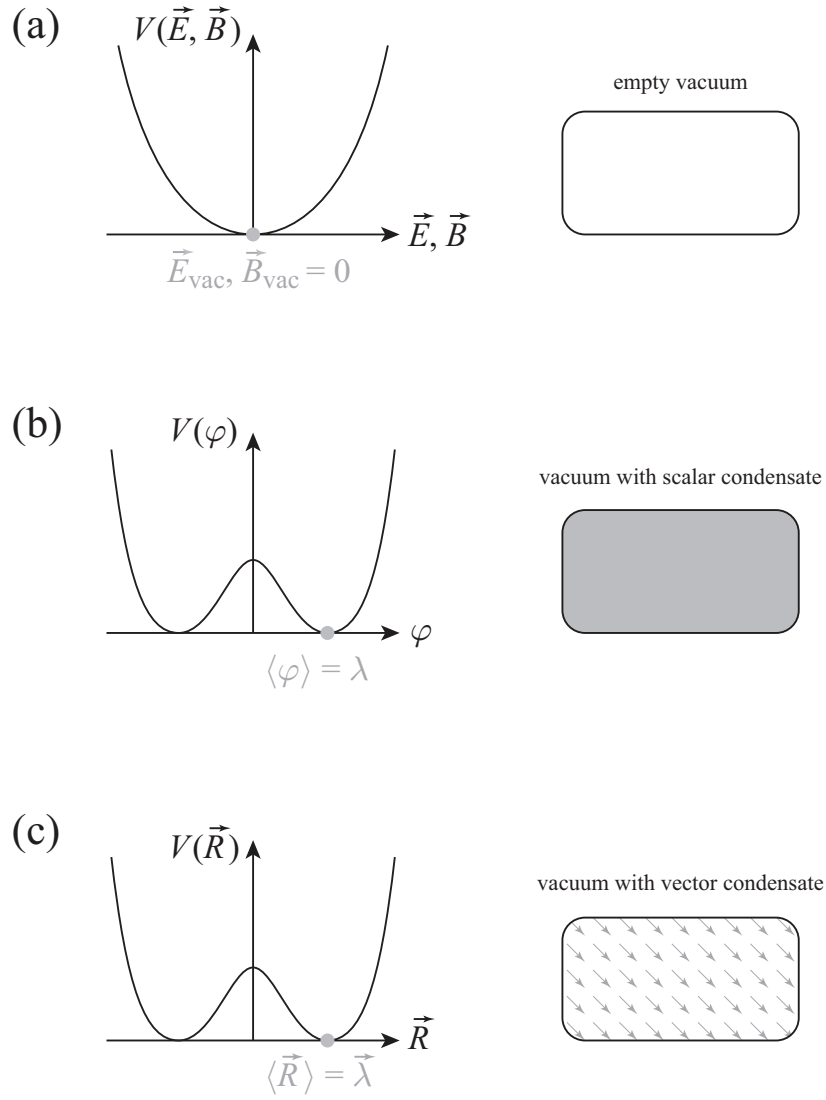 (a)
V(E⃗, B⃗)
empty vacuum
E⃗, B⃗
E⃗vac, B⃗vac = 0
(b)
V(φ)
vacuum with scalar condensate
φ
⟨φ⟩ = λ
(c)
V(R⃗)
vacuum with vector condensate
R⃗
⟨R⃗⟩ = λ⃗